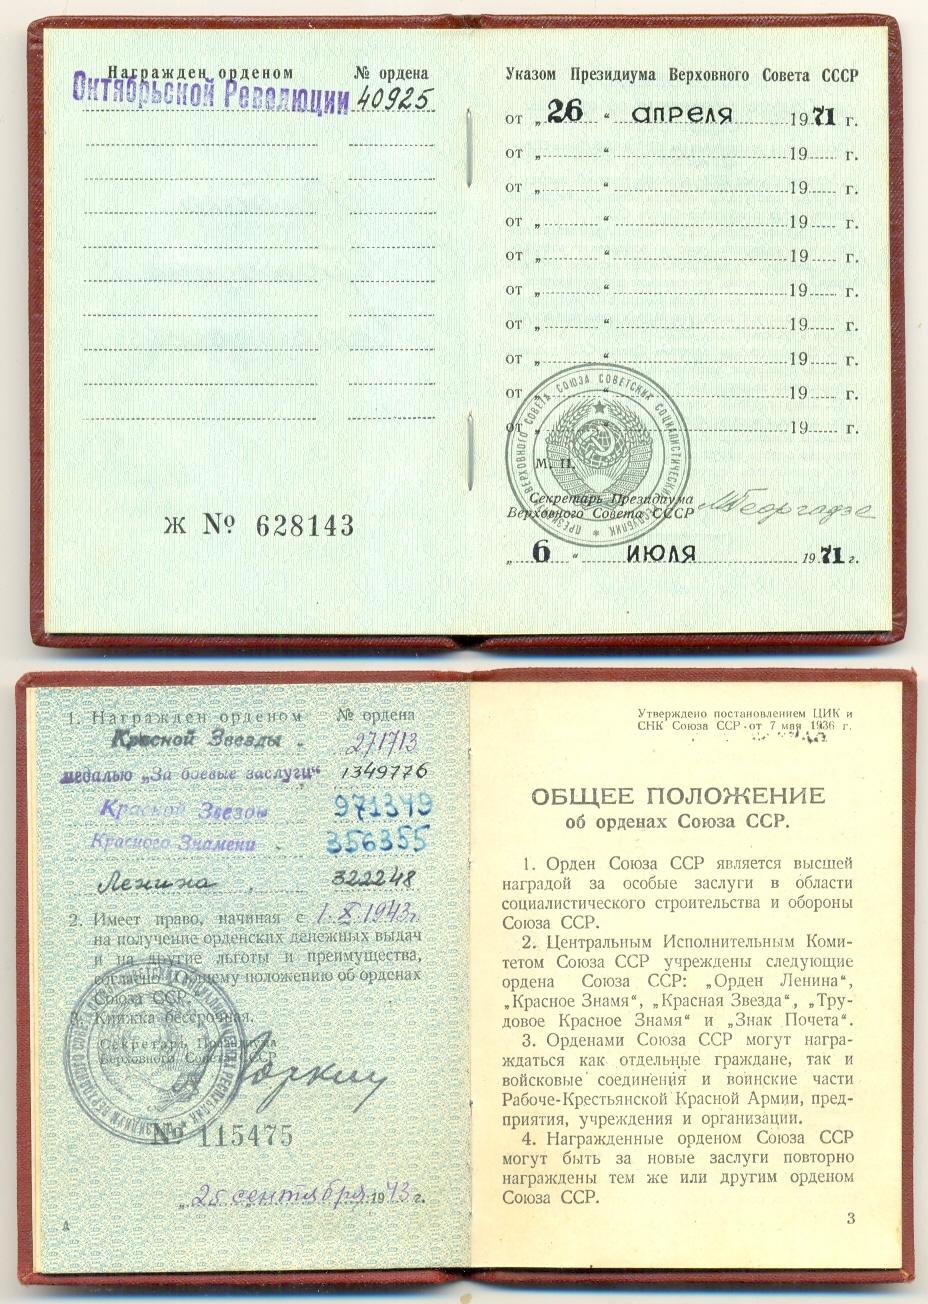 Награжден орденом № ордена
Октябрьской Революции 40925
Ж № 628143
Указом Президиума Верховного Совета СССР
от „ 26 “ апреля 1971 г.
от „ “ 19 г.
от „ “ 19 г.
от „ “ 19 г.
от „ “ 19 г.
от „ “ 19 г.
от „ “ 19 г.
от „ “ 19 г.
от „ “ 19 г.
от „ “ 19 г.
М. П.
Секретарь Президиума
Верховного Совета СССР
М Георгадзе
„ 6 “ июля 1971 г.
1. Награжден орденом № ордена
Красной Звезды 271713
медалью „За боевые заслуги“ 1349776
Красной Звезды 971349
Красного Знамени 356355
Ленина 322248
2. Имеет право, начиная с 1. X. 1943г.
на получение орденских денежных выдач
и на другие льготы и преимущества,
согласно Общему положению об орденах
Союза ССР.
3. Книжка бессрочная.
Секретарь Президиума
Верховного Совета СССР
№ 115475
„25 сентября 1943 г.
Утверждено постановлением ЦИК и
СНК Союза ССР от 7 мая 1936 г.
ОБЩЕЕ ПОЛОЖЕНИЕ
об орденах Союза ССР.
1. Орден Союза ССР является высшей
наградой за особые заслуги в области
социалистического строительства и обороны
Союза ССР.
2. Центральным Исполнительным Коми-
тетом Союза ССР учреждены следующие
ордена Союза ССР: „Орден Ленина“,
„Красное Знамя“, „Красная Звезда“, „Тру-
довое Красное Знамя“ и „Знак Почета“.
3. Орденами Союза ССР могут награ-
ждаться как отдельные граждане, так и
войсковые соединения и воинские части
Рабоче-Крестьянской Красной Армии, пред-
приятия, учреждения и организации.
4. Награжденные орденом Союза ССР
могут быть за новые заслуги повторно
награждены тем же или другим орденом
Союза ССР.
3